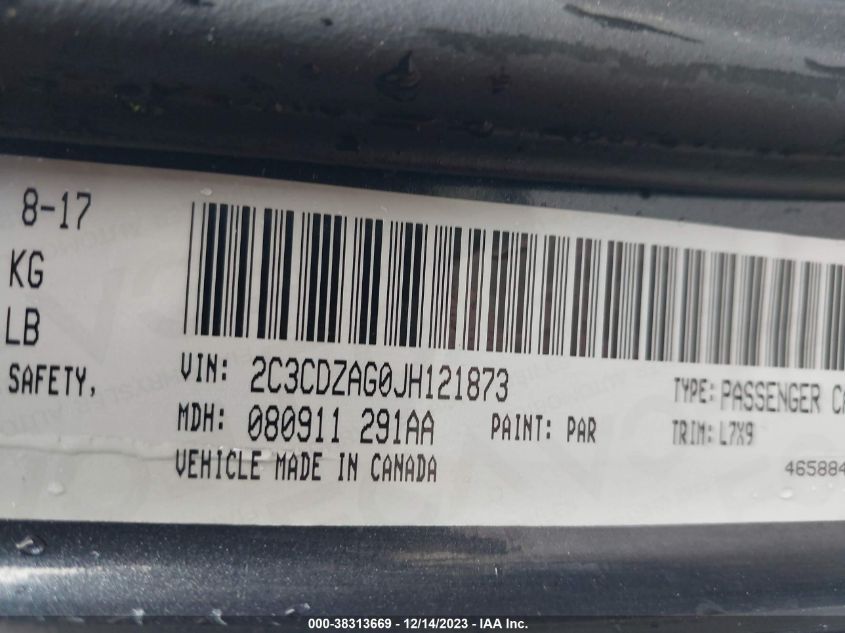 8-17
KG
LB
SAFETY,
VIN: 2C3CDZAG0JH121873
TYPE: PASSENGER
MDH: 080911 291AA PAINT: PAR
TRIM: L7X9
VEHICLE MADE IN CANADA
465884
000-38313669 - 12/14/2023 - IAA Inc.